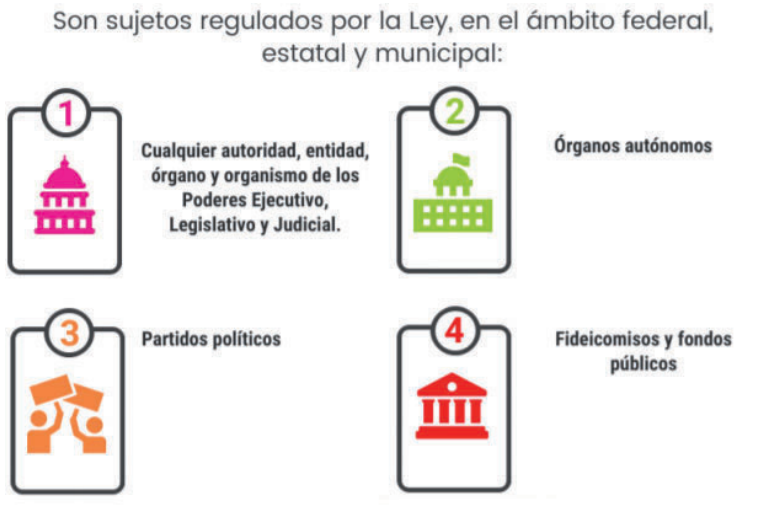 Son sujetos regulados por la Ley, en el ámbito federal,
estatal y municipal:
1
Cualquier autoridad, entidad,
órgano y organismo de los
Poderes Ejecutivo,
Legislativo y Judicial.
2
Órganos autónomos
3
Partidos políticos
4
Fideicomisos y fondos
públicos